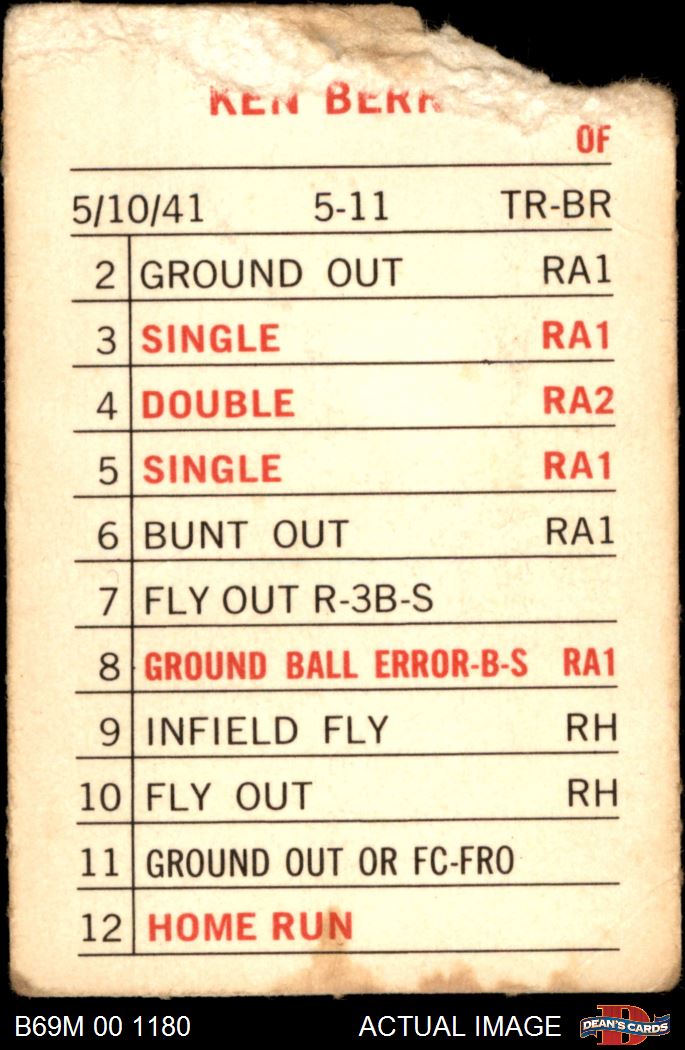 KEN BERR
OF
5/10/41 5-11 TR-BR
2 GROUND OUT RA1
3 SINGLE RA1
4 DOUBLE RA2
5 SINGLE RA1
6 BUNT OUT RA1
7 FLY OUT R-3B-S
8 GROUND BALL ERROR-B-S RA1
9 INFIELD FLY RH
10 FLY OUT RH
11 GROUND OUT OR FC-FRO
12 HOME RUN
B69M 00 1180 ACTUAL IMAGE DEAN'S CARDS